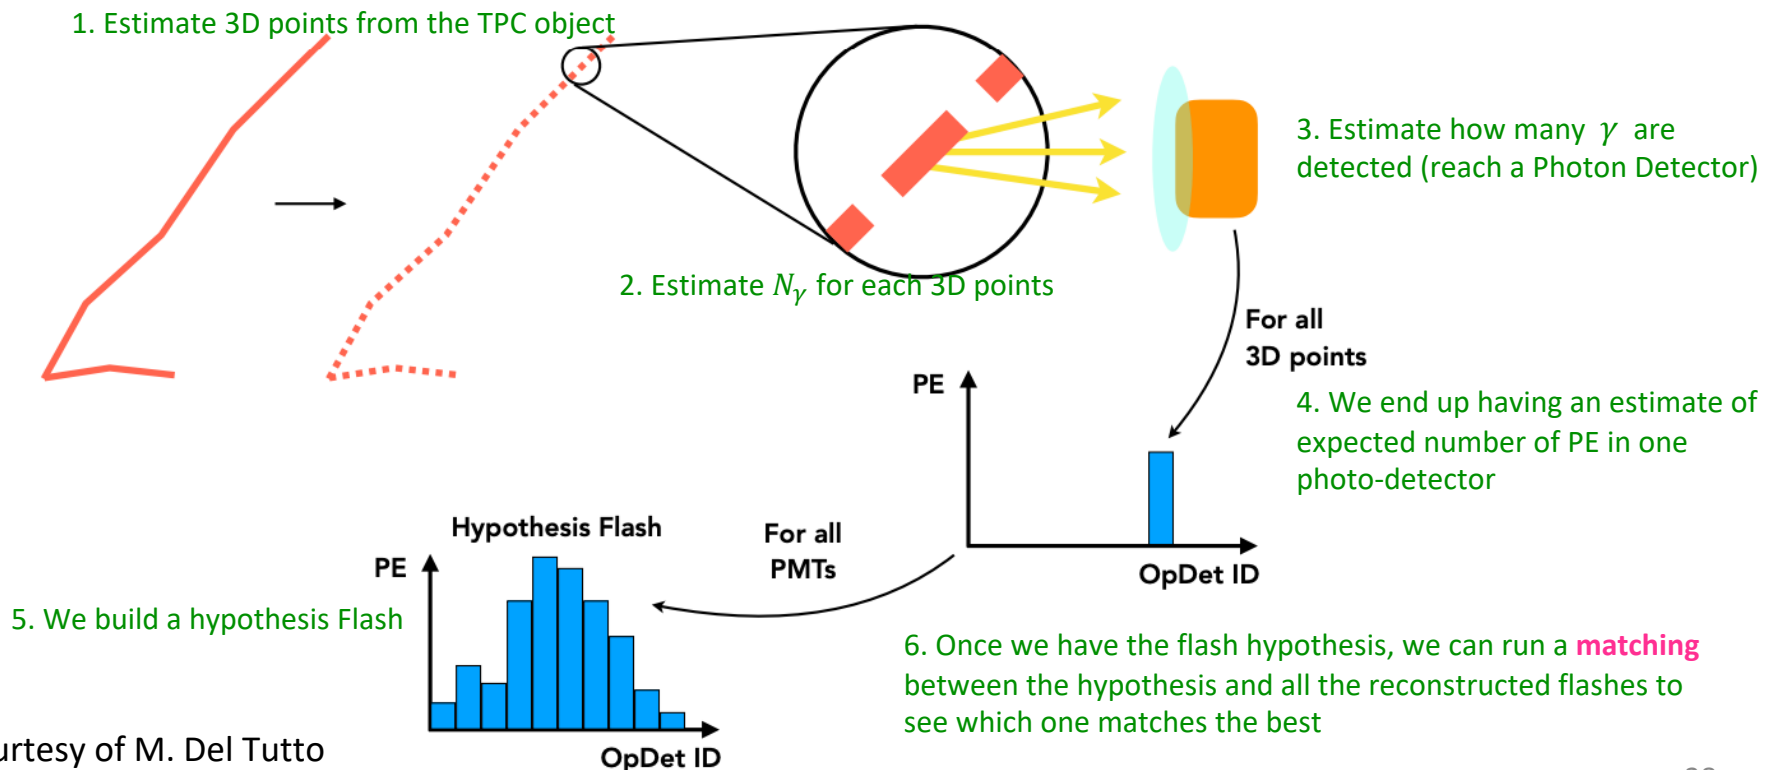 1. Estimate 3D points from the TPC object
3. Estimate how many γ are
detected (reach a Photon Detector)
2. Estimate Nγ for each 3D points
For all
3D points
PE
4. We end up having an estimate of
expected number of PE in one
photo-detector
OpDet ID
Hypothesis Flash
For all
PMTs
PE
5. We build a hypothesis Flash
OpDet ID
6. Once we have the flash hypothesis, we can run a matching
between the hypothesis and all the reconstructed flashes to
see which one matches the best
urtesy of M. Del Tutto